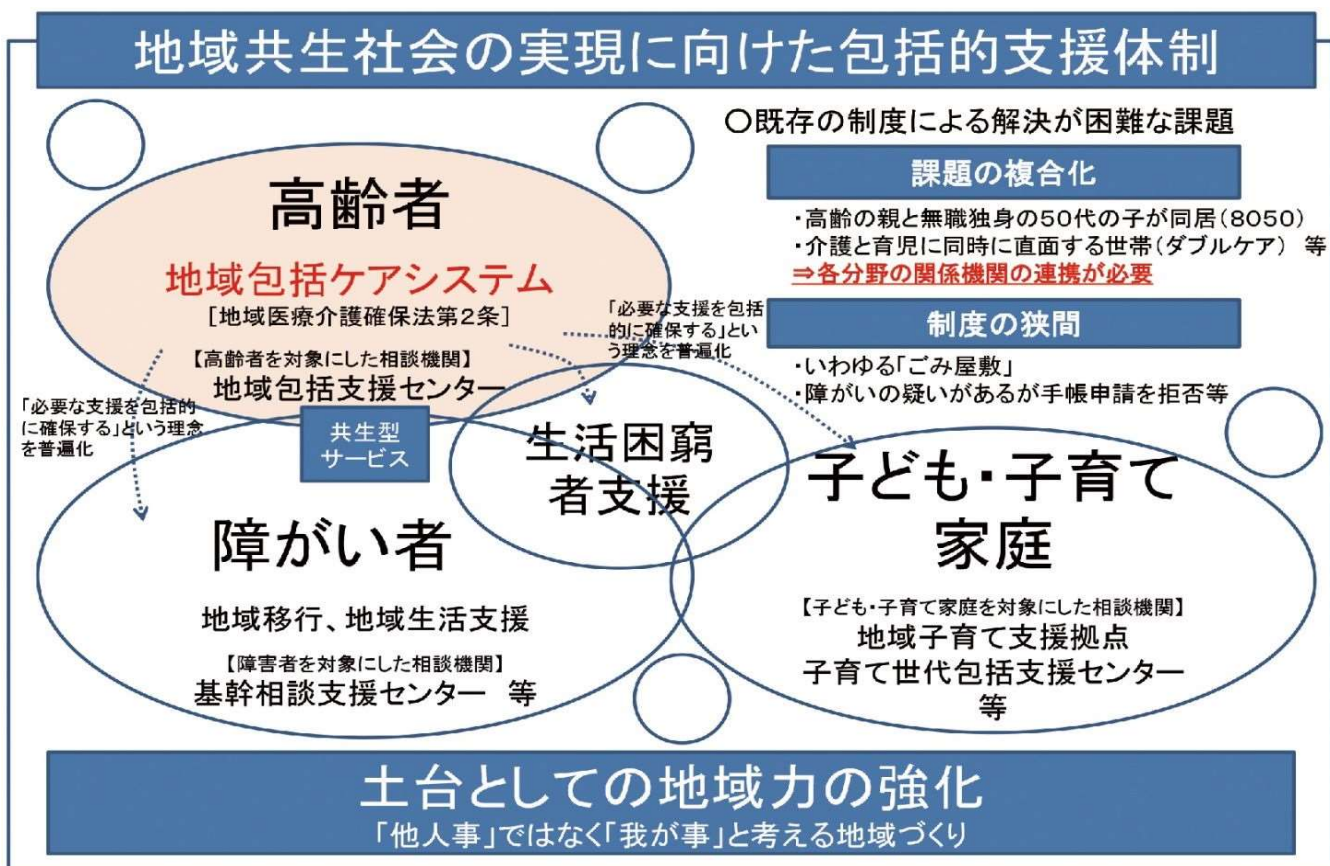 地域共生社会の実現に向けた包括的支援体制
高齢者
地域包括ケアシステム
[地域医療介護確保法第2条]
【高齢者を対象にした相談機関】
地域包括支援センター
「必要な支援を包括
的に確保する」とい
う理念を普遍化
「必要な支援を包括的
に確保する」という理念
を普遍化
共生型
サービス
生活困窮
者支援
障がい者
地域移行、地域生活支援
【障害者を対象にした相談機関】
基幹相談支援センター 等
〇既存の制度による解決が困難な課題
課題の複合化
・高齢の親と無職独身の50代の子が同居(8050)
・介護と育児に同時に直面する世帯(ダブルケア) 等
⇒各分野の関係機関の連携が必要
制度の狭間
・いわゆる「ごみ屋敷」
・障がいの疑いがあるが手帳申請を拒否等
子ども・子育て
家庭
【子ども・子育て家庭を対象にした相談機関】
地域子育て支援拠点
子育て世代包括支援センター
等
土台としての地域力の強化
「他人事」ではなく「我が事」と考える地域づくり